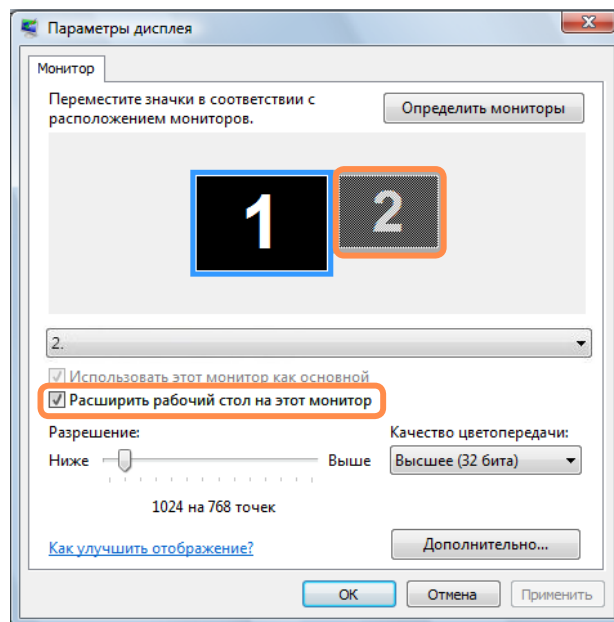 Параметры дисплея
Монитор
Переместите значки в соответствии с
расположением мониторов.
Определить мониторы
1
2
2.
Использовать этот монитор как основной
Расширить рабочий стол на этот монитор
Разрешение:
Качество цветопередачи:
Ниже
Выше
Высшее (32 бита)
1024 на 768 точек
Как улучшить отображение?
Дополнительно...
ОК
Отмена
Применить